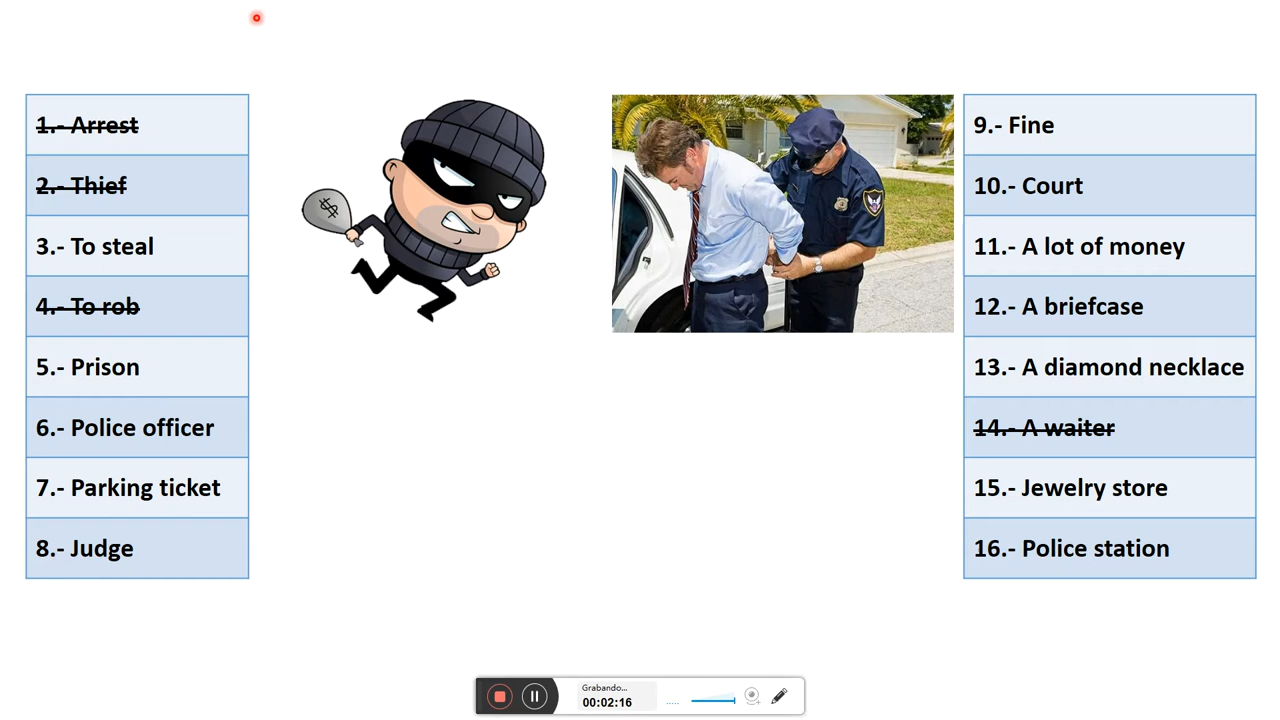 1.- Arrest
2.- Thief
3.- To steal
4.- To rob
5.- Prison
6.- Police officer
7.- Parking ticket
8.- Judge
$
9.- Fine
10.- Court
11.- A lot of money
12.- A briefcase
13.- A diamond necklace
14.- A waiter
15.- Jewelry store
16.- Police station
Grabando...
00:02:16